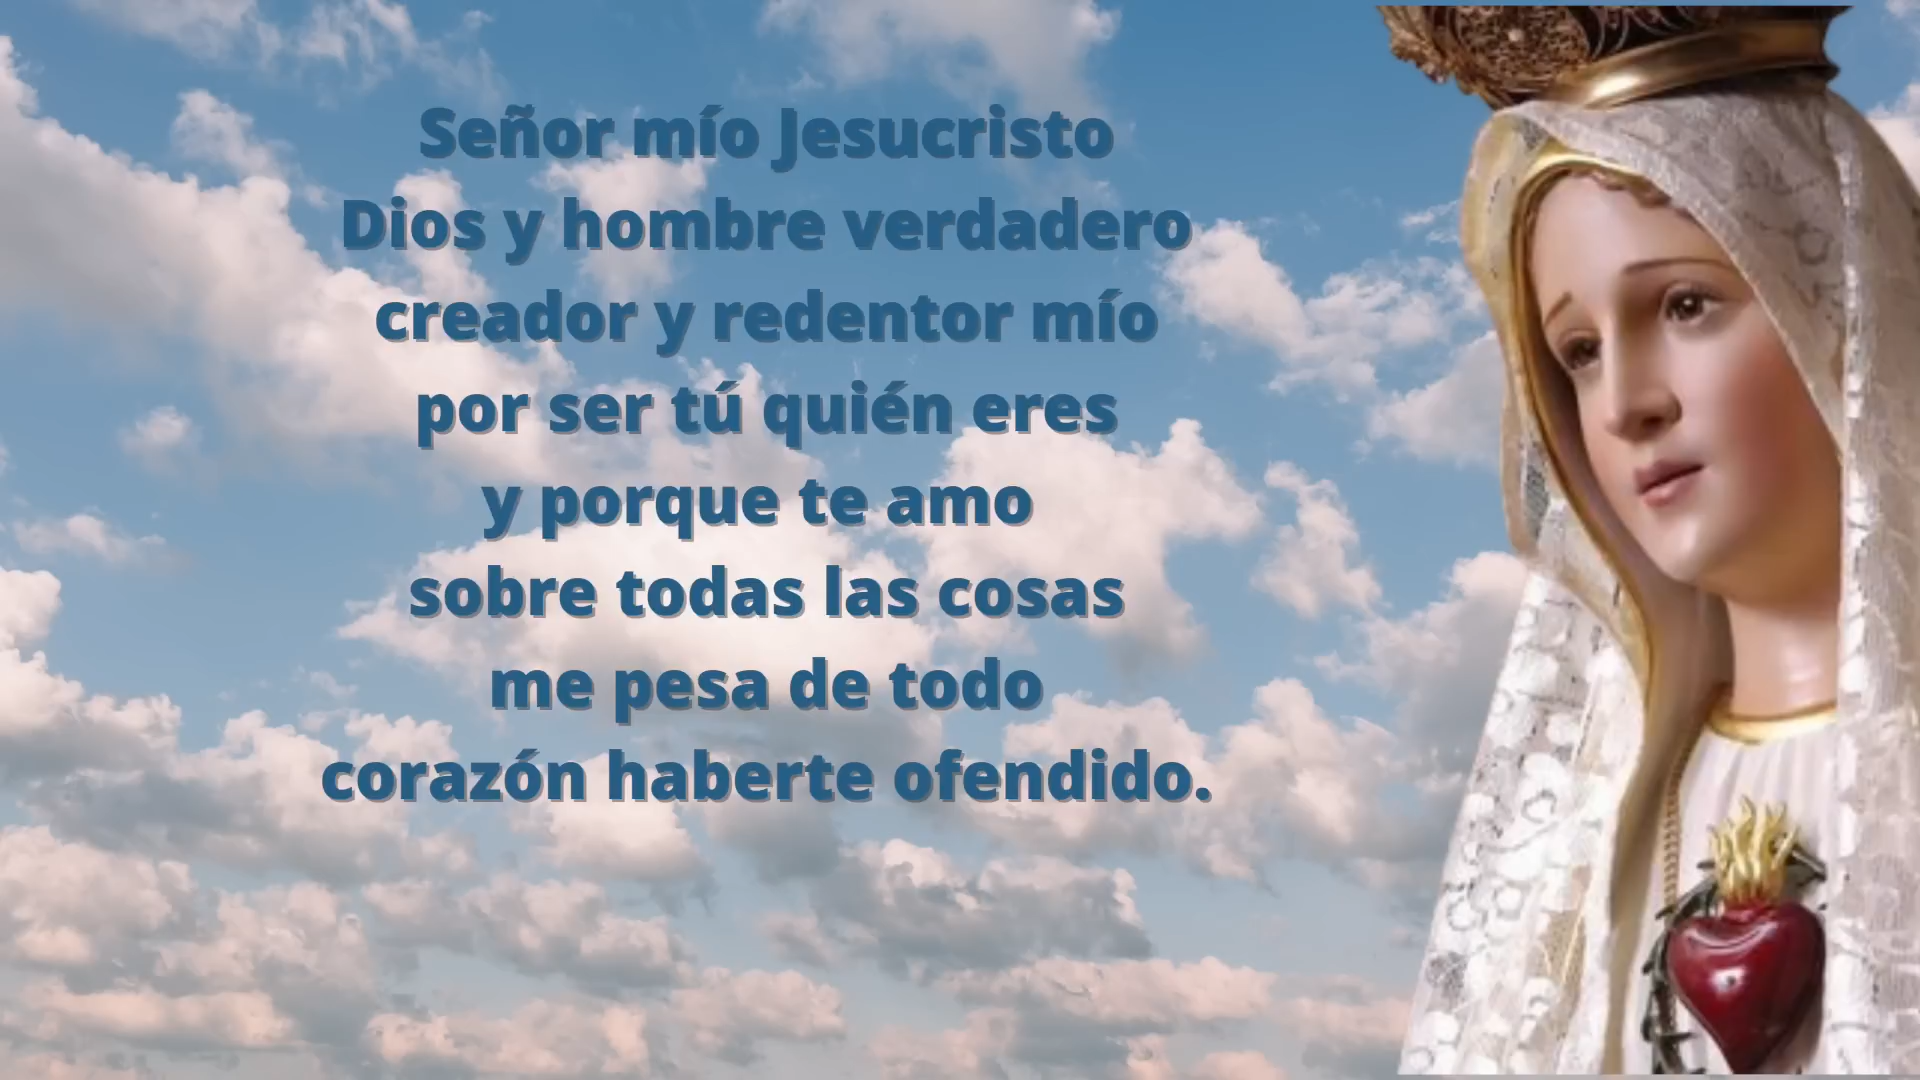 Señor mío Jesucristo
Dios y hombre verdadero
creador y redentor mío
por ser tú quién eres
y porque te amo
sobre todas las cosas
me pesa de todo
corazón haberte ofendido.